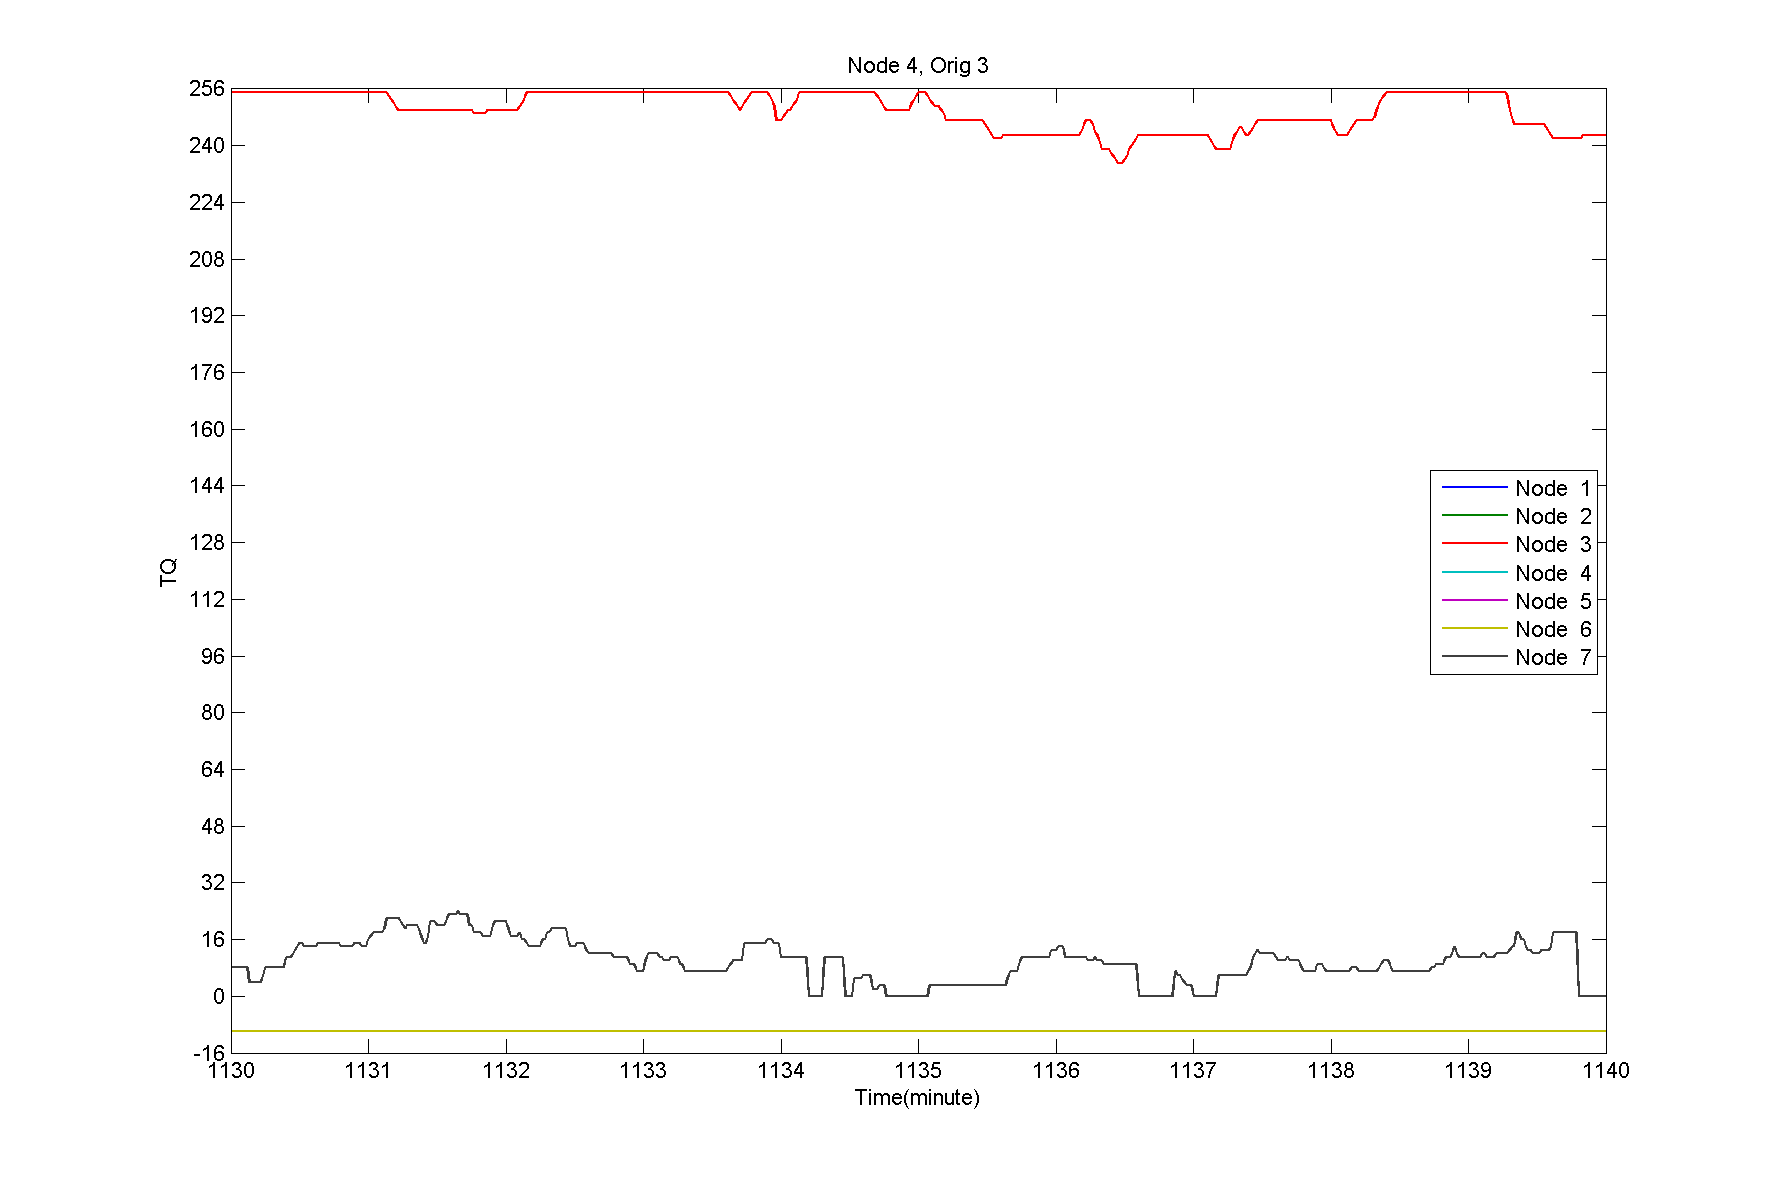 Node 4, Orig 3
256
240
224
208
192
176
160
144
128
112
96
80
64
48
32
16
0
-16
TQ
Node 1
Node 2
Node 3
Node 4
Node 5
Node 6
Node 7
1130 1131 1132 1133 1134 1135 1136 1137 1138 1139 1140
Time(minute)